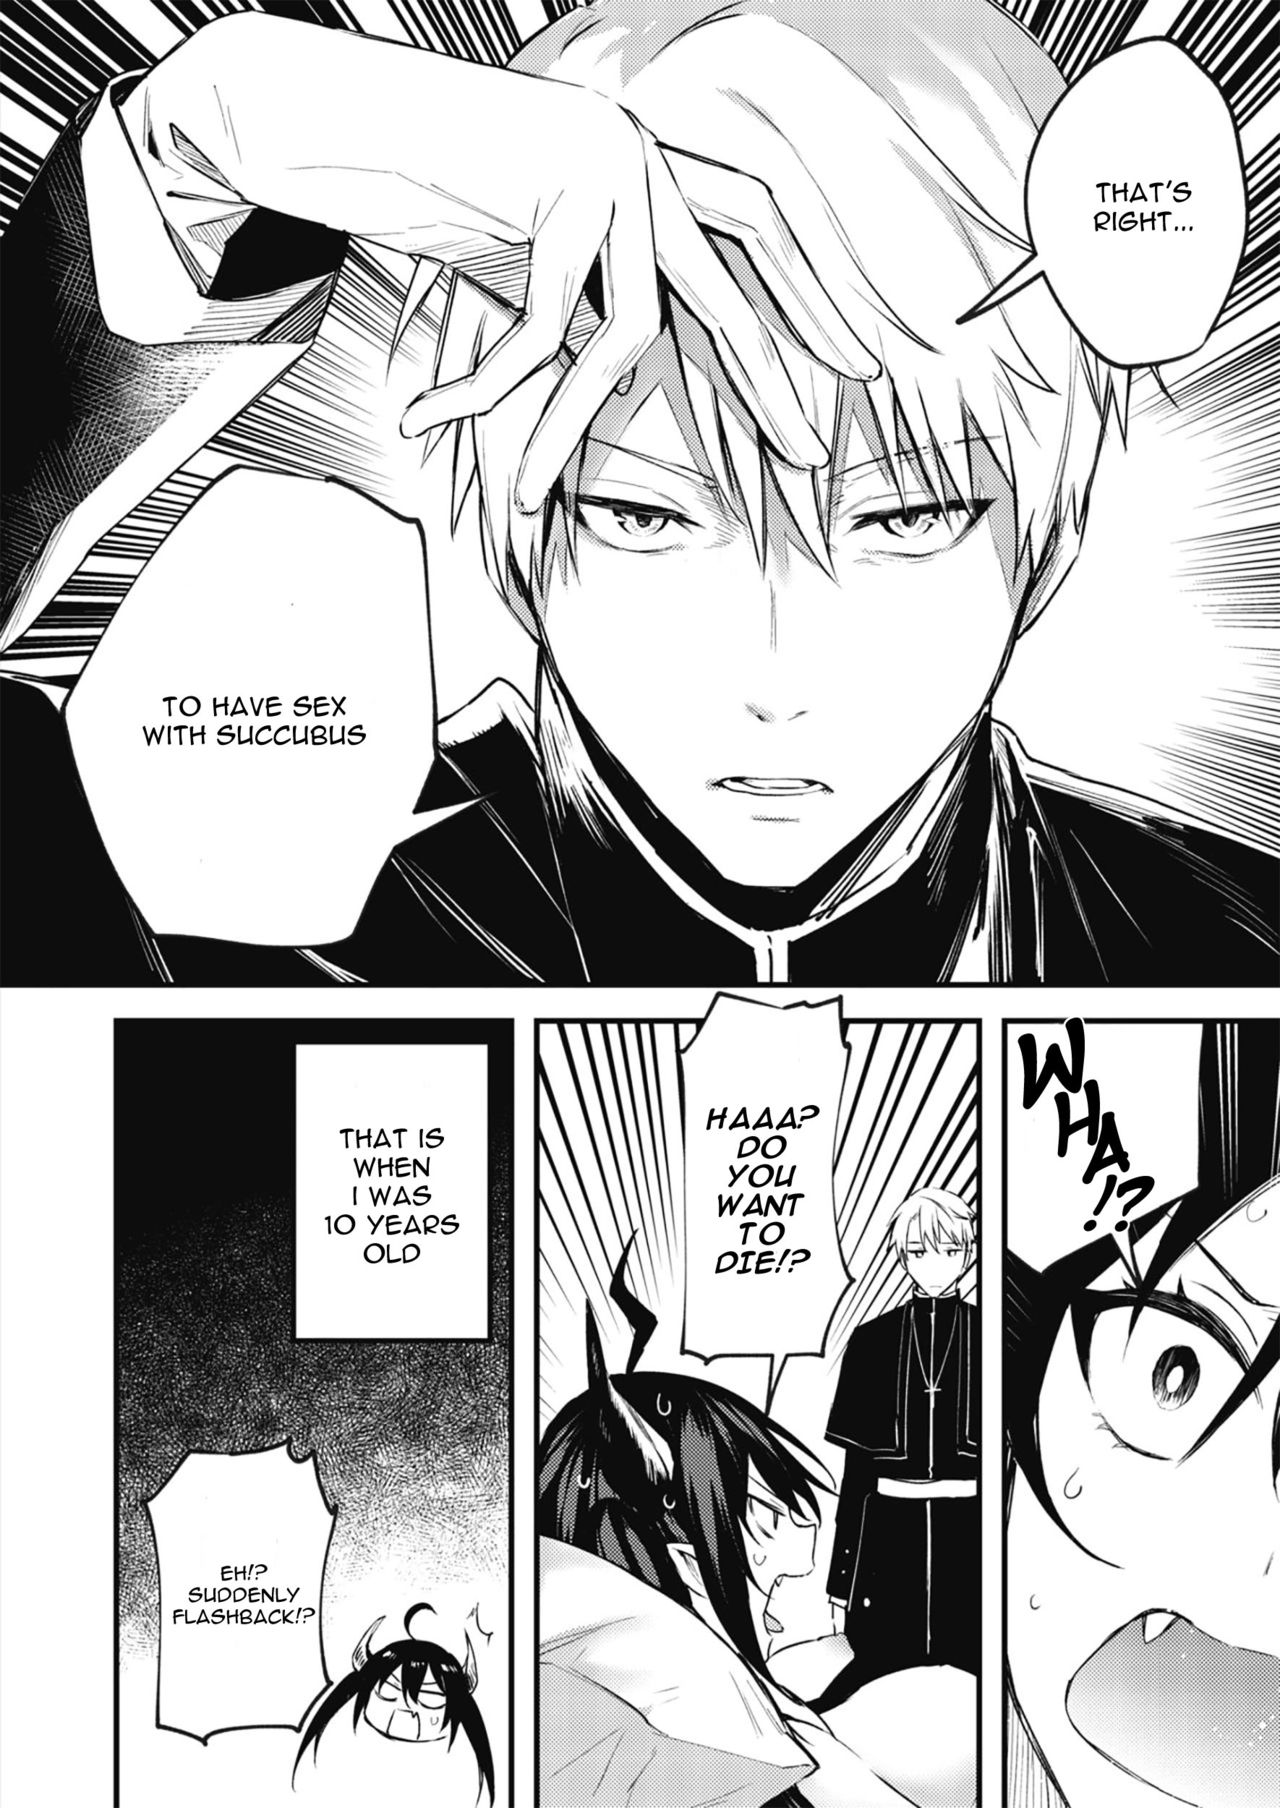 THAT'S
RIGHT...
TO HAVE SEX
WITH SUCCUBUS
WHA!?
HAAA?
DO
YOU
WANT
TO
DIE!?
THAT IS
WHEN
I WAS
10 YEARS
OLD
EH!?
SUDDENLY
FLASHBACK!?